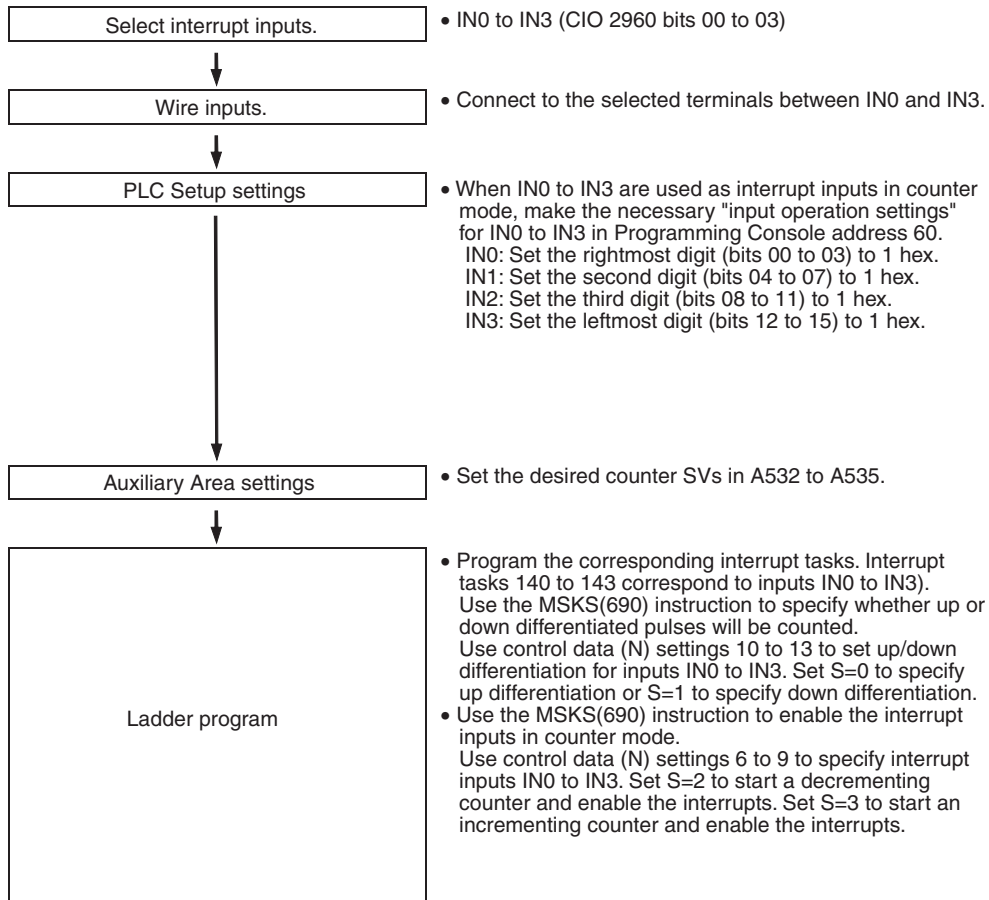 Select interrupt inputs.
• IN0 to IN3 (CIO 2960 bits 00 to 03)
Wire inputs.
• Connect to the selected terminals between IN0 and IN3.
PLC Setup settings
• When IN0 to IN3 are used as interrupt inputs in counter
mode, make the necessary "input operation settings"
for IN0 to IN3 in Programming Console address 60.
IN0: Set the rightmost digit (bits 00 to 03) to 1 hex.
IN1: Set the second digit (bits 04 to 07) to 1 hex.
IN2: Set the third digit (bits 08 to 11) to 1 hex.
IN3: Set the leftmost digit (bits 12 to 15) to 1 hex.
Auxiliary Area settings
• Set the desired counter SVs in A532 to A535.
Ladder program
• Program the corresponding interrupt tasks. Interrupt
tasks 140 to 143 correspond to inputs IN0 to IN3).
Use the MSKS(690) instruction to specify whether up or
down differentiated pulses will be counted.
Use control data (N) settings 10 to 13 to set up/down
differentiation for inputs IN0 to IN3. Set S=0 to specify
up differentiation or S=1 to specify down differentiation.
• Use the MSKS(690) instruction to enable the interrupt
inputs in counter mode.
Use control data (N) settings 6 to 9 to specify interrupt
inputs IN0 to IN3. Set S=2 to start a decrementing
counter and enable the interrupts. Set S=3 to start an
incrementing counter and enable the interrupts.